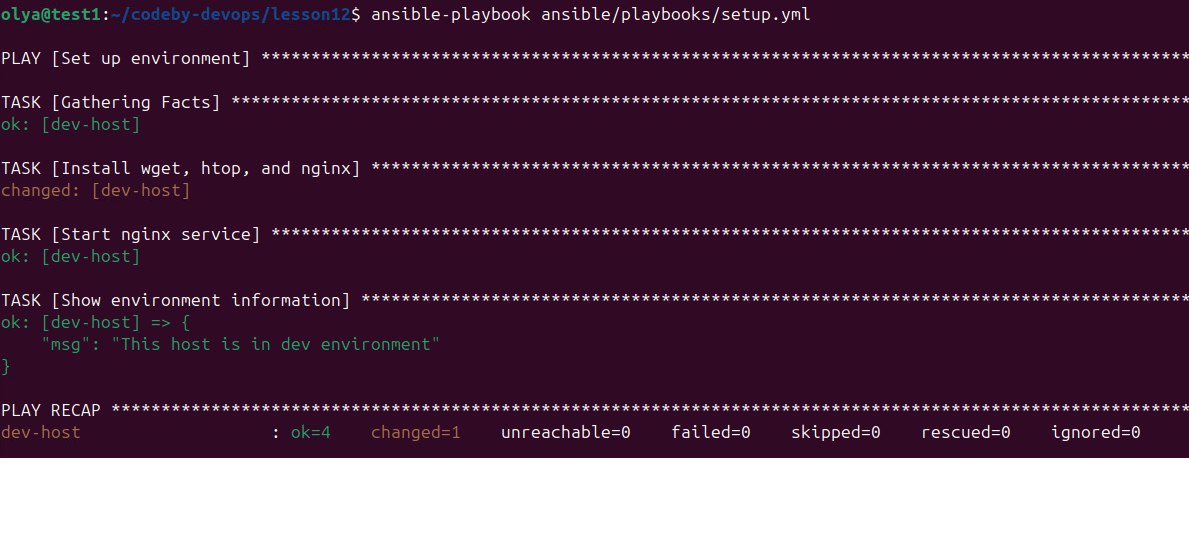 olya@test1:~/codeby-devops/lesson12$ ansible-playbook ansible/playbooks/setup.yml
PLAY [Set up environment] *********************************************************************************************
TASK [Gathering Facts] ************************************************************************************************
ok: [dev-host]
TASK [Install wget, htop, and nginx] **********************************************************************************
changed: [dev-host]
TASK [Start nginx service] ********************************************************************************************
ok: [dev-host]
TASK [Show environment information] ***********************************************************************************
ok: [dev-host] => {
    "msg": "This host is in dev environment"
}
PLAY RECAP ************************************************************************************************************
dev-host                   : ok=4    changed=1    unreachable=0    failed=0    skipped=0    rescued=0    ignored=0